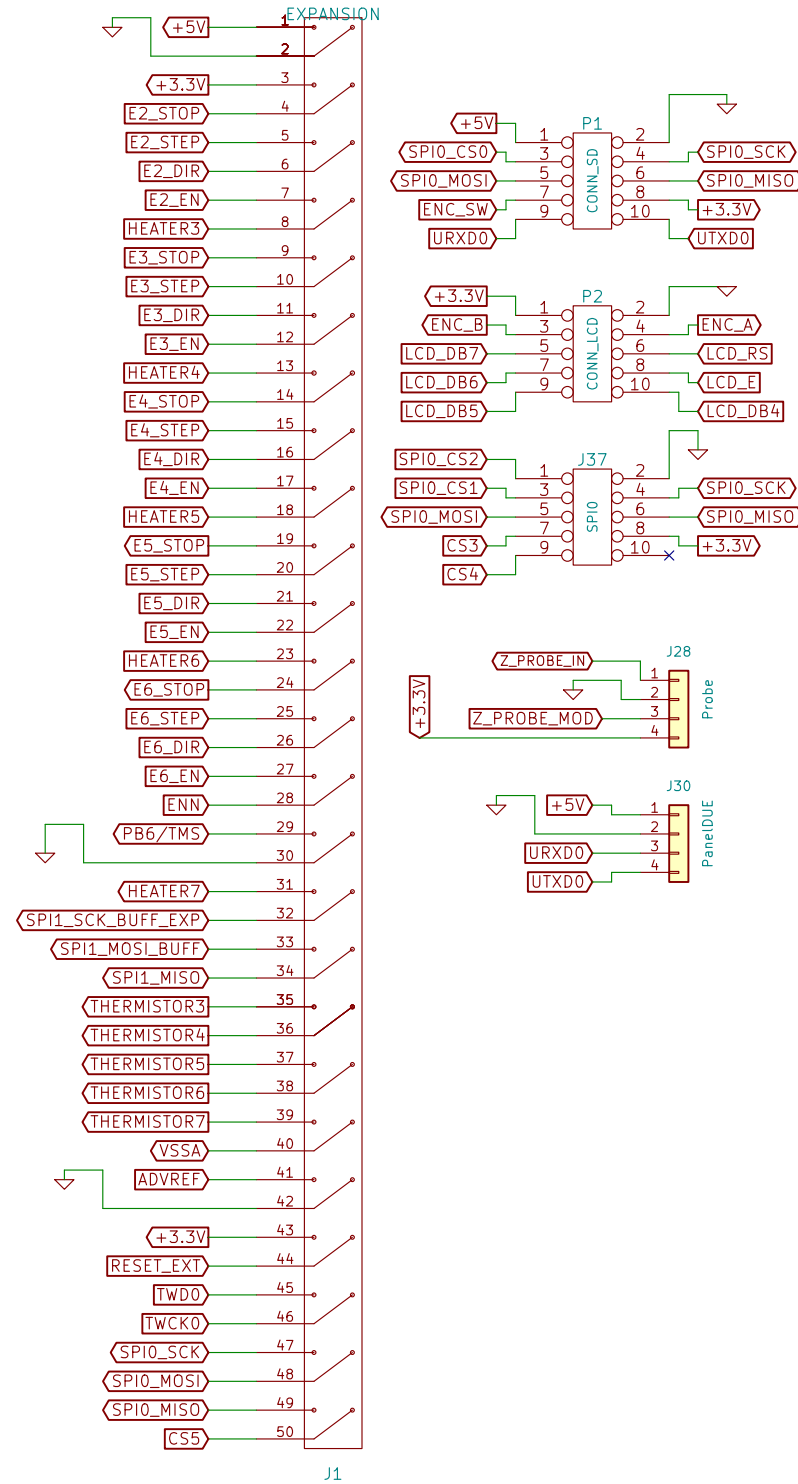 EXPANSION
+5V 1
2
+3.3V 3
E2_STOP 4
E2_STEP 5
E2_DIR 6
E2_EN 7
HEATER3 8
E3_STOP 9
E3_STEP 10
E3_DIR 11
E3_EN 12
HEATER4 13
E4_STOP 14
E4_STEP 15
E4_DIR 16
E4_EN 17
HEATER5 18
E5_STOP 19
E5_STEP 20
E5_DIR 21
E5_EN 22
HEATER6 23
E6_STOP 24
E6_STEP 25
E6_DIR 26
E6_EN 27
ENN 28
PB6/TMS 29
30
HEATER7 31
SPI1_SCK_BUFF_EXP 32
SPI1_MOSI_BUFF 33
SPI1_MISO 34
THERMISTOR3 35
THERMISTOR4 36
THERMISTOR5 37
THERMISTOR6 38
THERMISTOR7 39
VSSA 40
ADVREF 41
42
+3.3V 43
RESET_EXT 44
TWD0 45
TWCK0 46
SPI0_SCK 47
SPI0_MOSI 48
SPI0_MISO 49
CS5 50
J1
P1
CONN_SD
+5V 1 2
SPI0_CS0 3 4 SPI0_SCK
SPI0_MOSI 5 6 SPI0_MISO
ENC_SW 7 8 +3.3V
URXD0 9 10 UTXD0
P2
CONN_LCD
+3.3V 1 2
ENC_B 3 4 ENC_A
LCD_DB7 5 6 LCD_RS
LCD_DB6 7 8 LCD_E
LCD_DB5 9 10 LCD_DB4
J37
SPI0
SPI0_CS2 1 2
SPI0_CS1 3 4 SPI0_SCK
SPI0_MOSI 5 6 SPI0_MISO
CS3 7 8 +3.3V
CS4 9 10
J28
Probe
Z_PROBE_IN 1
2
Z_PROBE_MOD 3
+3.3V 4
J30
PanelDUE
+5V 1
2
URXD0 3
UTXD0 4